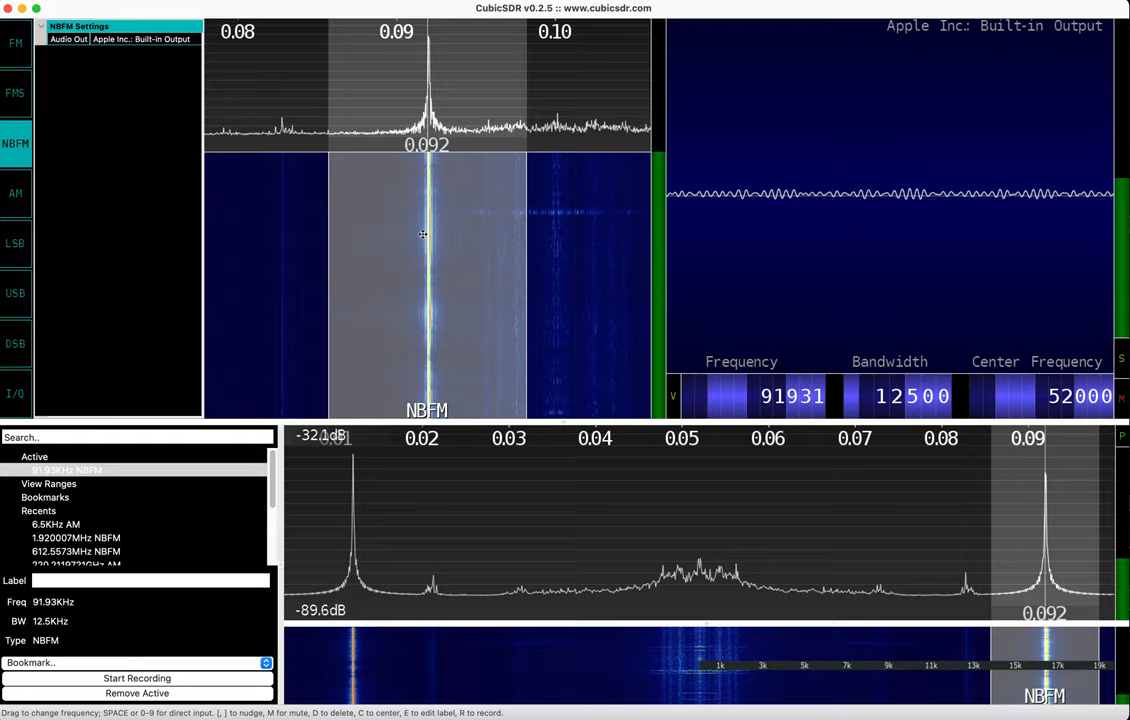 CubicSDR v0.2.5 :: www.cubicsdr.com
FM
FMS
NBFM
AM
LSB
USB
DSB
I/Q
NBFM Settings
Audio Out Apple Inc.: Built-in Output
0.08 0.09 0.10
0.092
NBFM
Apple Inc.: Built-in Output
Frequency Bandwidth Center Frequency
V 91931 12500 52000
S
M
Search..
Active
91.93KHz NBFM
View Ranges
Bookmarks
Recents
6.5KHz AM
1.920007MHz NBFM
612.5573MHz NBFM
220.2119721GHz AM
Label
Freq 91.93KHz
BW 12.5KHz
Type NBFM
Bookmark..
Start Recording
Remove Active
-32.1dB 0.01 0.02 0.03 0.04 0.05 0.06 0.07 0.08 0.09
P
-89.6dB
0.092
1k 3k 5k 7k 9k 11k 13k 15k 17k 19k
NBFM
Drag to change frequency; SPACE or 0-9 for direct input. [, ] to nudge, M for mute, D to delete, C to center, E to edit label, R to record.